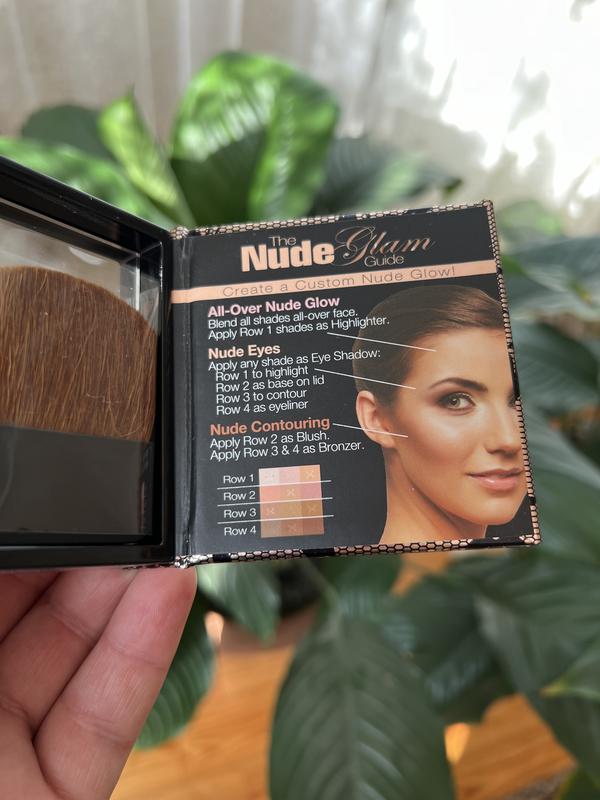 The
Nude Glam
Guide
Create a Custom Nude Glow!
All-Over Nude Glow
Blend all shades all-over face.
Apply Row 1 shades as Highlighter.
Nude Eyes
Apply any shade as Eye Shadow:
Row 1 to highlight
Row 2 as base on lid
Row 3 to contour
Row 4 as eyeliner
Nude Contouring
Apply Row 2 as Blush.
Apply Row 3 & 4 as Bronzer.
Row 1
Row 2
Row 3
Row 4